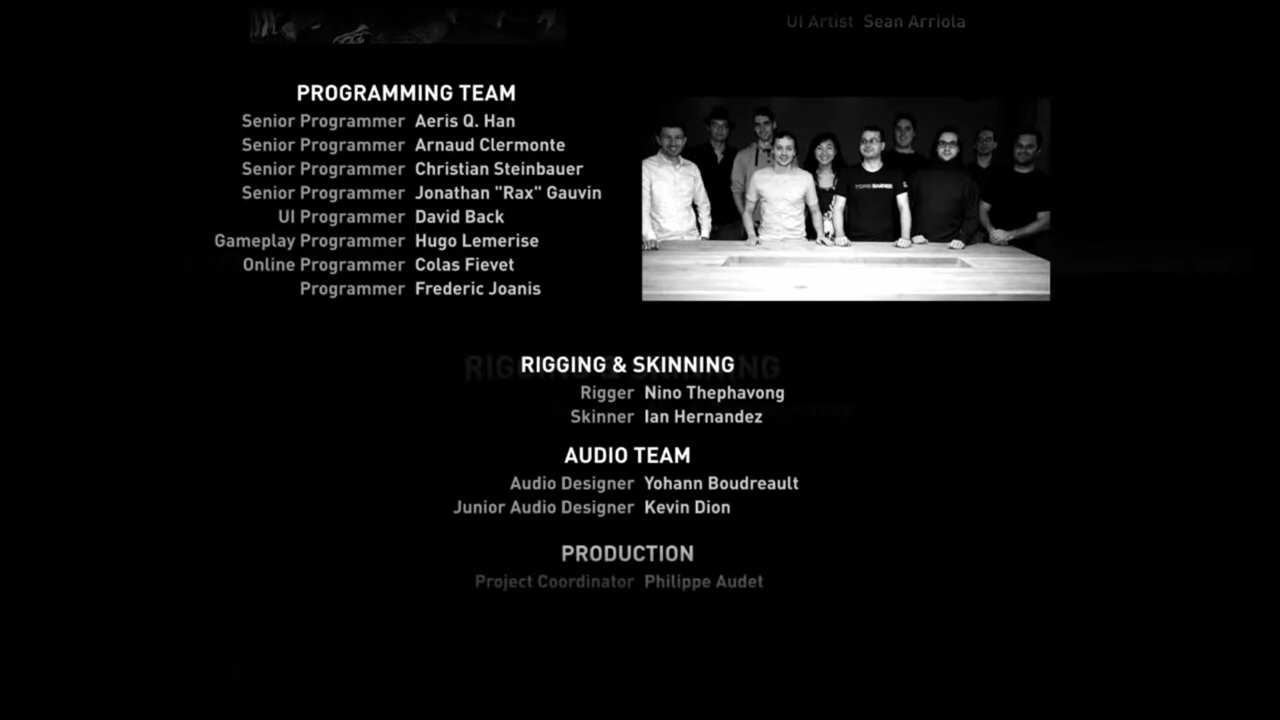 UI Artist Sean Arriola
PROGRAMMING TEAM
Senior Programmer Aeris Q. Han
Senior Programmer Arnaud Clermonte
Senior Programmer Christian Steinbauer
Senior Programmer Jonathan "Rax" Gauvin
UI Programmer David Back
Gameplay Programmer Hugo Lemerise
Online Programmer Colas Fievet
Programmer Frederic Joanis
TOMB RAIDER
RIGGING & SKINNING
Rigger Nino Thephavong
Skinner Ian Hernandez
AUDIO TEAM
Audio Designer Yohann Boudreault
Junior Audio Designer Kevin Dion
PRODUCTION
Project Coordinator Philippe Audet